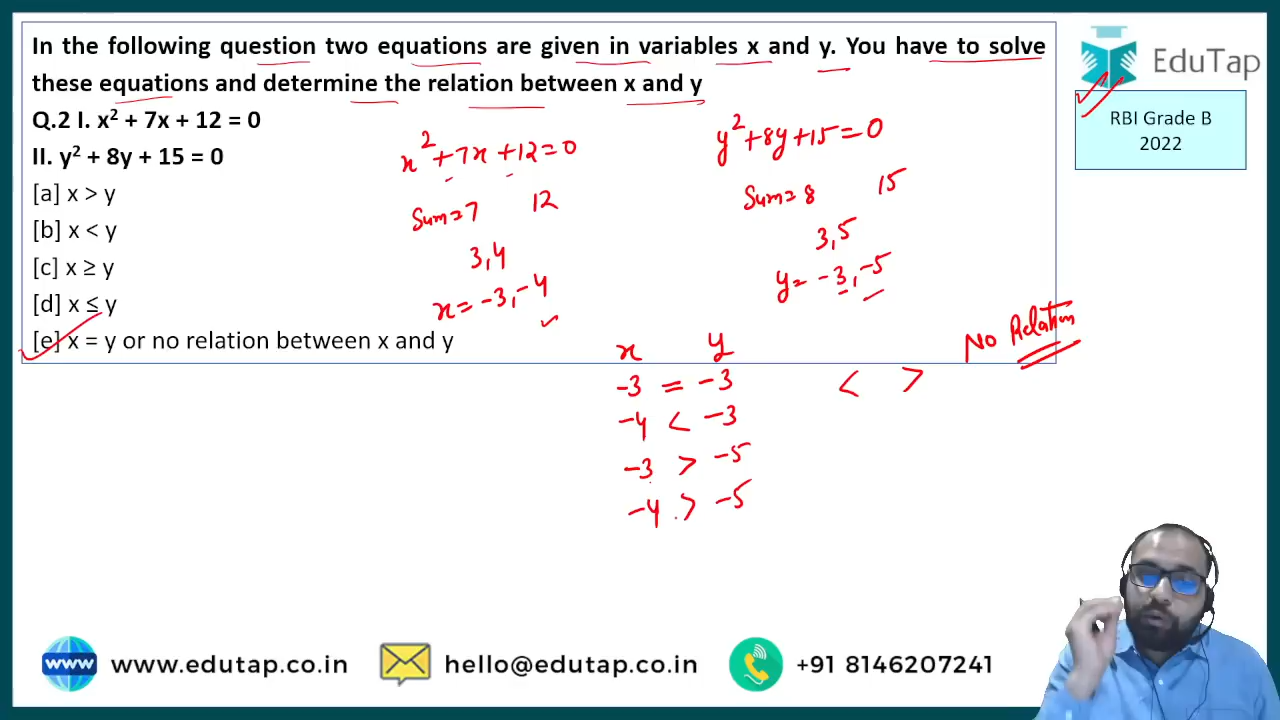 In the following question two equations are given in variables x and y. You have to solve
these equations and determine the relation between x and y
Q.2 I. x² + 7x + 12 = 0
II. y² + 8y + 15 = 0
[a] x > y
[b] x < y
[c] x ≥ y
[d] x ≤ y
[e] x = y or no relation between x and y
x² + 7x + 12 = 0
Sum = 7 12
3, 4
x = -3, -4
y² + 8y + 15 = 0
Sum = 8 15
3, 5
y = -3, -5
x y
-3 = -3
-4 < -3
-3 > -5
-4 > -5
< >
No Relation
EduTap
RBI Grade B
2022
www www.edutap.co.in
hello@edutap.co.in
+91 8146207241